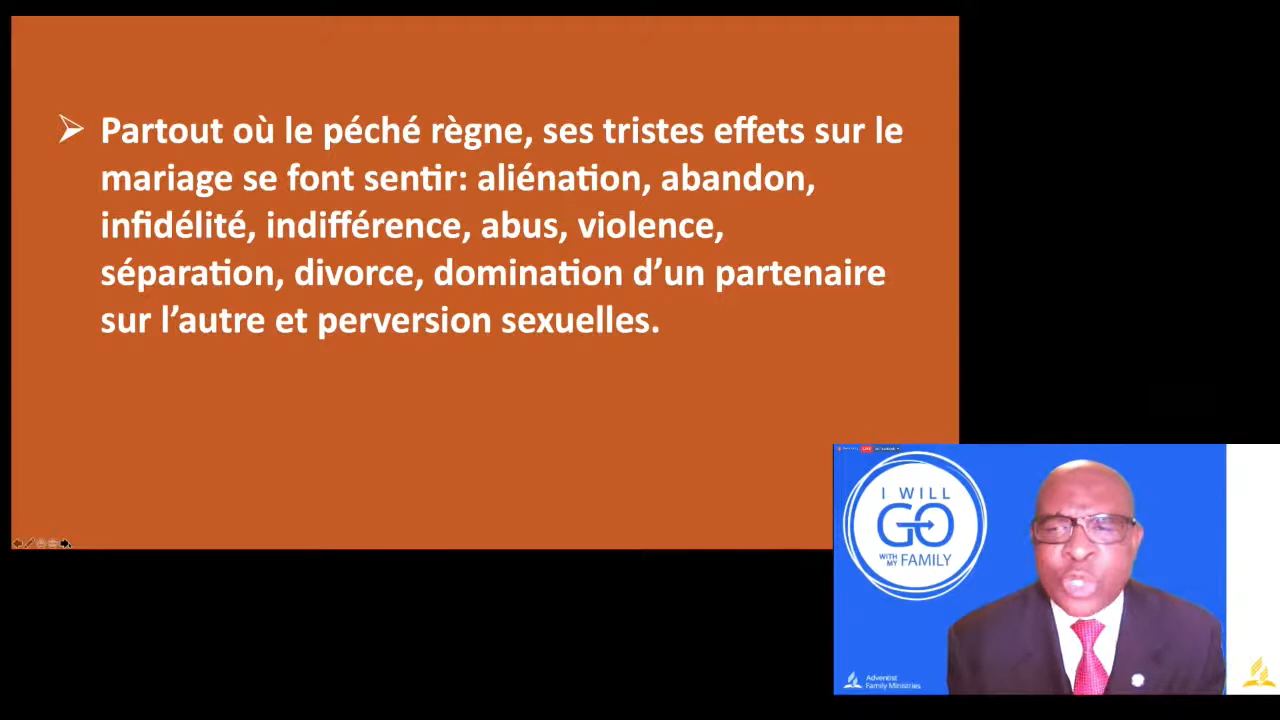 Partout où le péché règne, ses tristes effets sur le
mariage se font sentir: aliénation, abandon,
infidélité, indifférence, abus, violence,
séparation, divorce, domination d’un partenaire
sur l’autre et perversion sexuelles.
I WILL
GO
WITH MY FAMILY
Adventist
Family Ministries